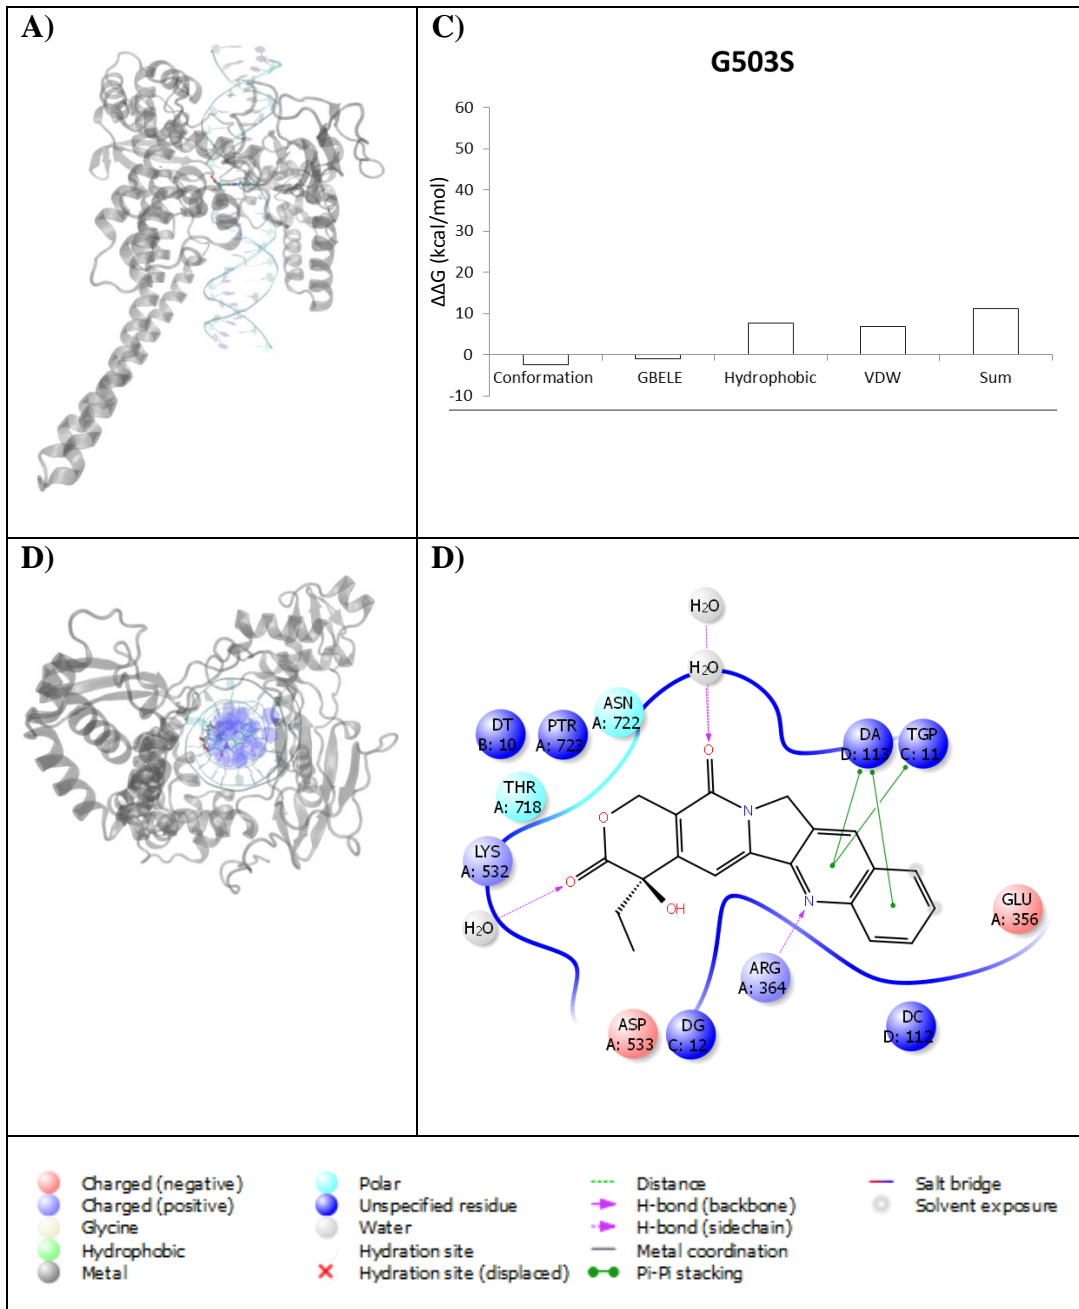 A)
C)
G503S
ΔΔG (kcal/mol)
60
50
40
30
20
10
0
-10
Conformation GBELE Hydrophobic VDW Sum
D)
D)
H2O
H2O
ASN
A: 722
DT
B: 10
PTR
A: 723
DA
D: 113
TGP
C: 11
THR
A: 718
O
O
N
LYS
A: 532
O
OH
N
H2O
GLU
A: 356
ARG
A: 364
ASP
A: 533
DG
C: 12
DC
D: 112
Charged (negative)
Charged (positive)
Glycine
Hydrophobic
Metal
Polar
Unspecified residue
Water
Hydration site
Hydration site (displaced)
Distance
H-bond (backbone)
H-bond (sidechain)
Metal coordination
Pi-Pi stacking
Salt bridge
Solvent exposure